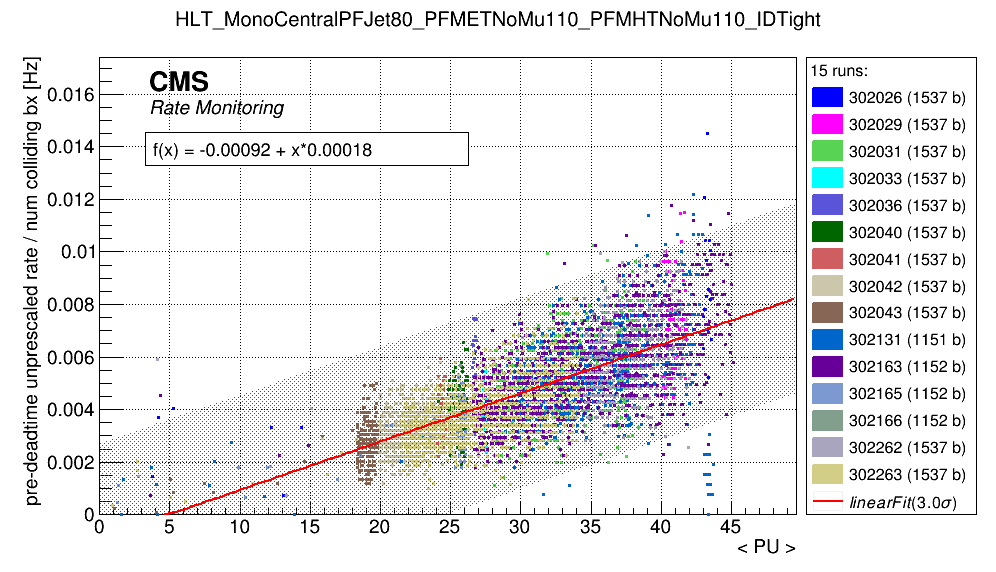 HLT_MonoCentralPFJet80_PFMETNoMu110_PFMHTNoMu110_IDTight
pre-deadtime unprescaled rate / num colliding bx [Hz]
CMS
Rate Monitoring
f(x) = -0.00092 + x*0.00018
0.016
0.014
0.012
0.01
0.008
0.006
0.004
0.002
0
0 5 10 15 20 25 30 35 40 45
< PU >
15 runs:
302026 (1537 b)
302029 (1537 b)
302031 (1537 b)
302033 (1537 b)
302036 (1537 b)
302040 (1537 b)
302041 (1537 b)
302042 (1537 b)
302043 (1537 b)
302131 (1151 b)
302163 (1152 b)
302165 (1152 b)
302166 (1152 b)
302262 (1537 b)
302263 (1537 b)
linearFit(3.0σ)